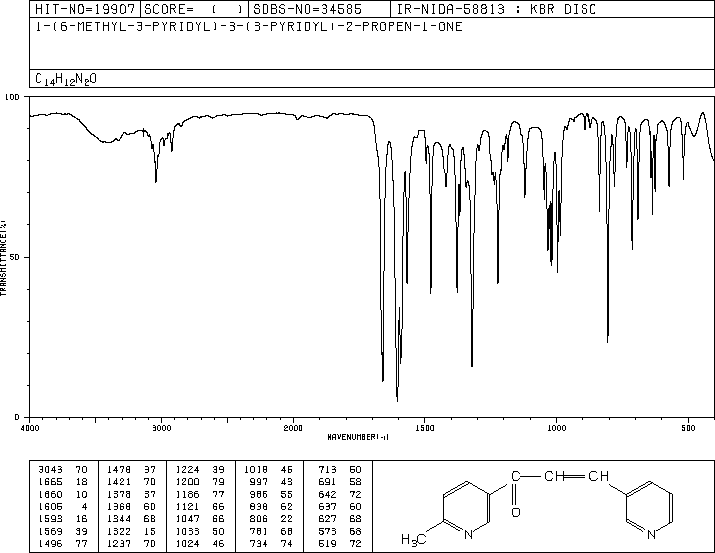 HIT-NO=19907 SCORE= ( ) SDBS-NO=34585 IR-NIDA-58813 : KBR DISC
1-(6-METHYL-3-PYRIDYL)-3-(3-PYRIDYL)-2-PROPEN-1-ONE
C14H12N2O
100
50
0
TRANSMITTANCE(%)
4000 3000 2000 1500 1000 500
WAVENUMBER(-1)
3043 70 1478 37 1224 39 1018 46 713 50
1665 18 1421 70 1200 79 997 43 691 58
1660 10 1378 37 1186 77 986 55 642 72
1605 4 1368 60 1121 66 838 62 637 60
1593 16 1344 68 1047 66 806 22 627 68
1569 39 1322 15 1033 50 781 68 573 68
1496 77 1237 70 1024 46 734 74 519 72
C CH CH
O
H3C N N